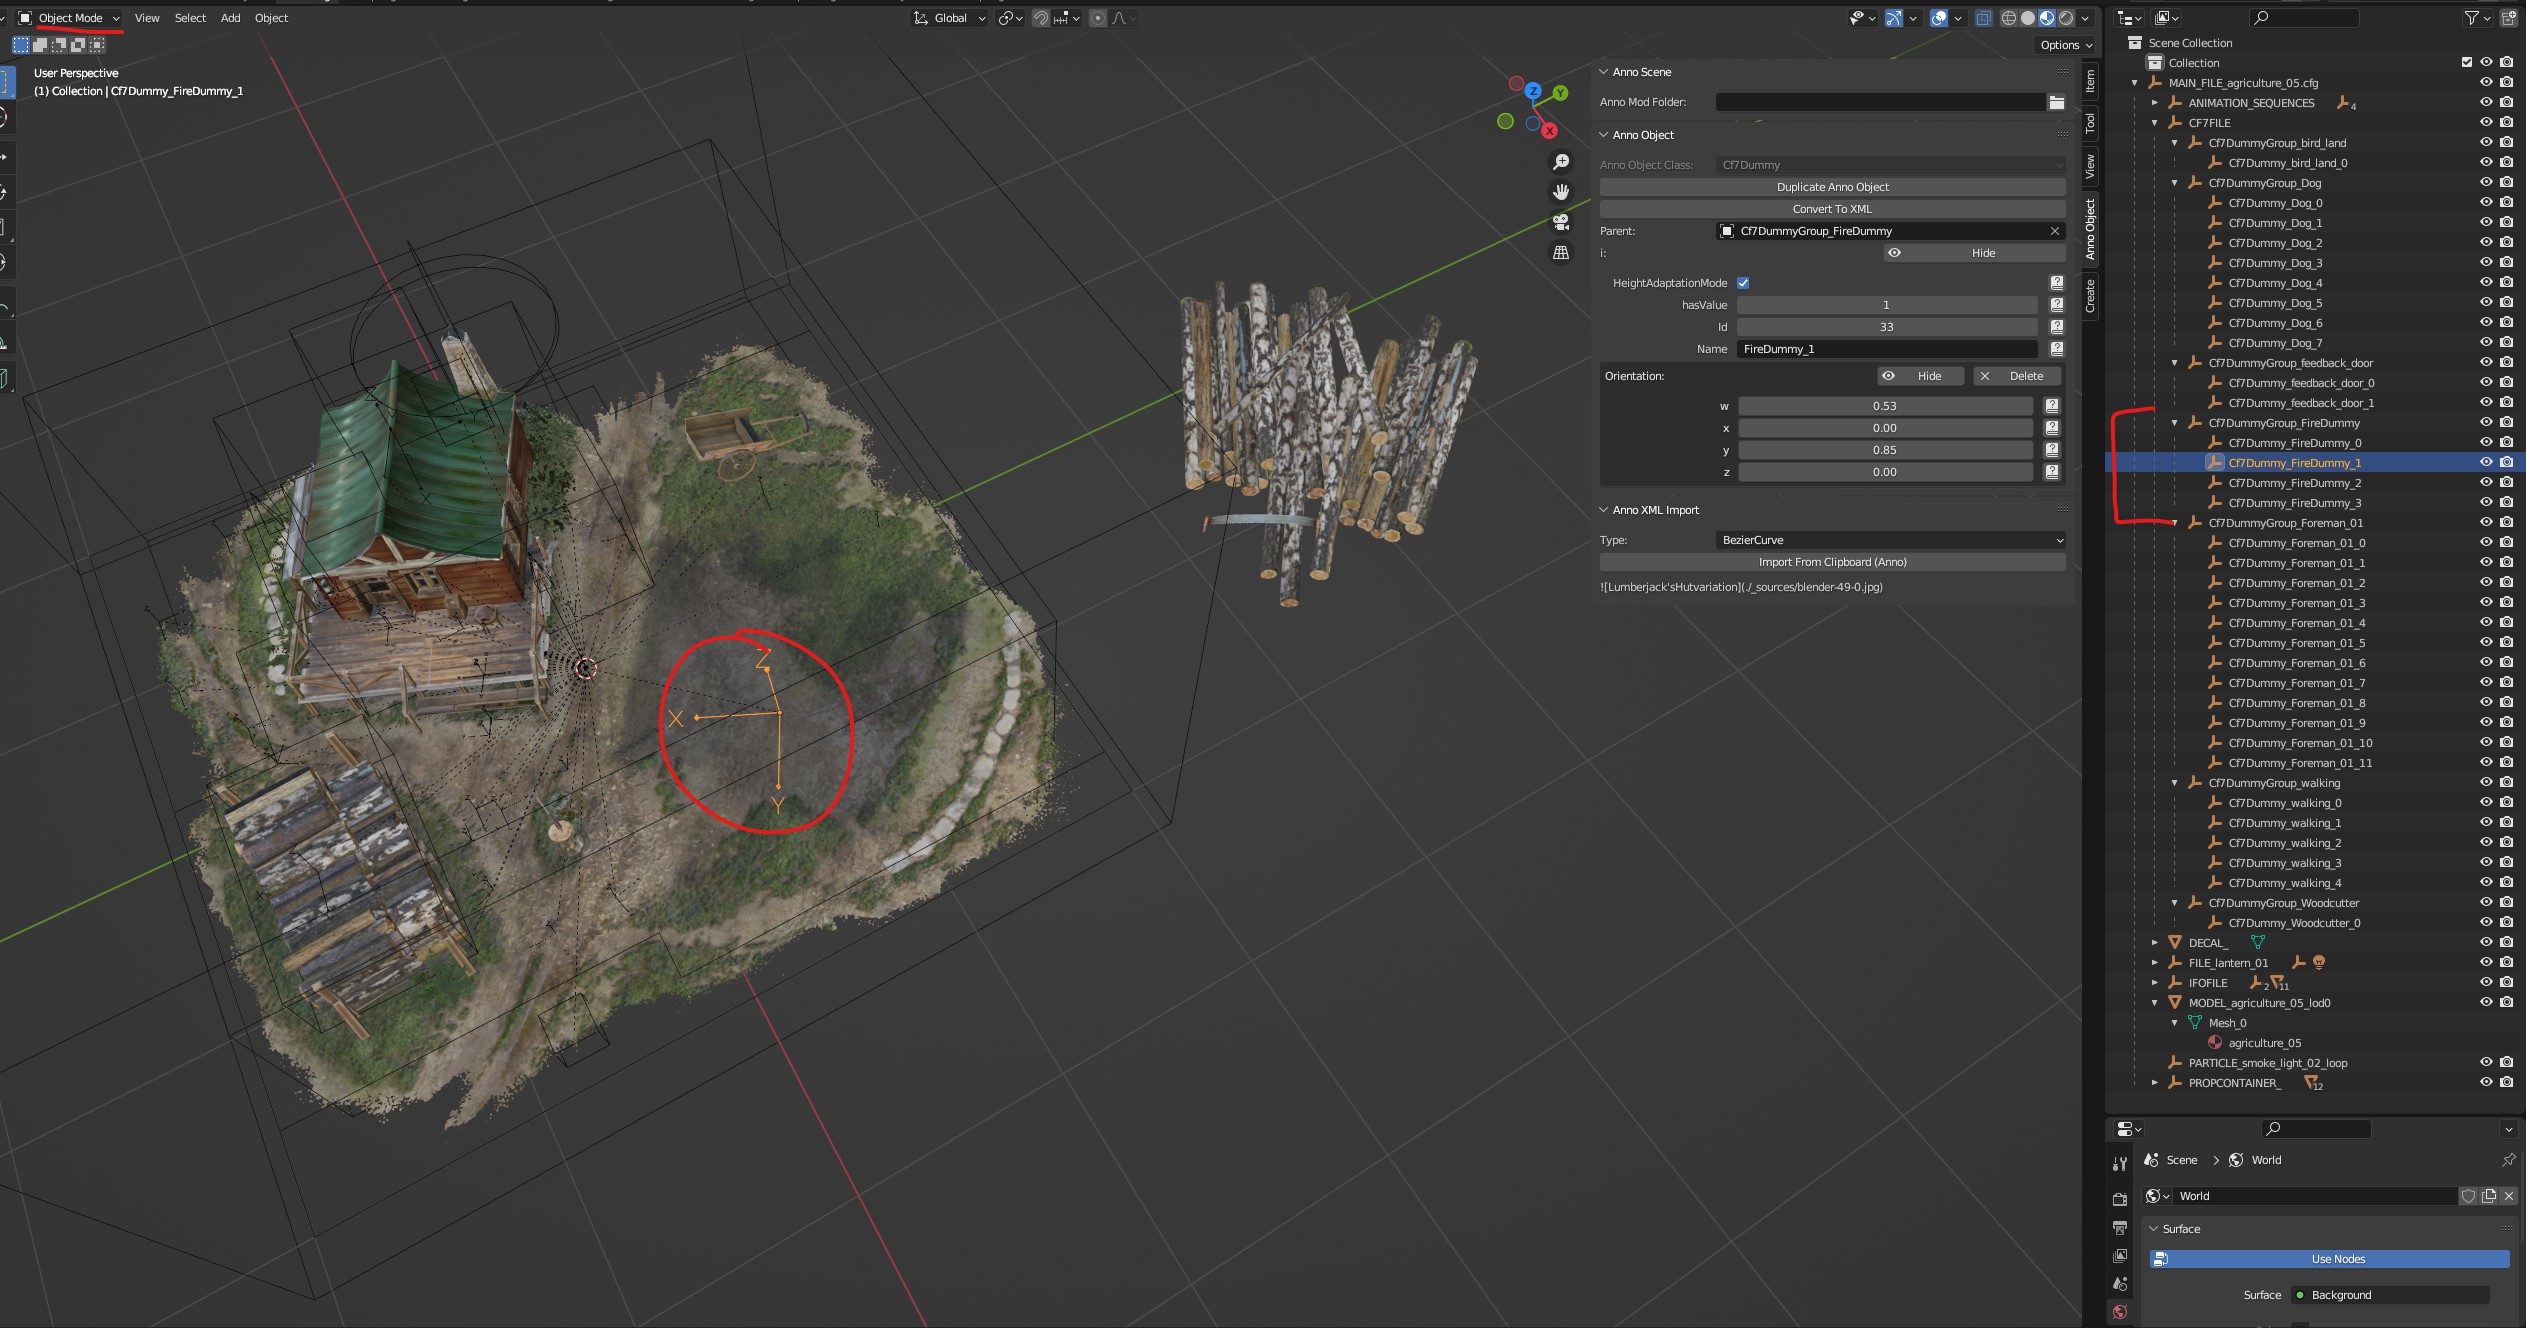 Object Mode View Select Add Object
Global
Options
User Perspective
(1) Collection | Cf7Dummy_FireDummy_1
Z
Y
X
Z
X
Y
Anno Scene
Anno Mod Folder:
Anno Object
Anno Object Class: Cf7Dummy
Duplicate Anno Object
Convert To XML
Parent: Cf7DummyGroup_FireDummy
i: Hide
HeightAdaptationMode
hasValue 1
Id 33
Name FireDummy_1
Orientation: Hide Delete
w 0.53
x 0.00
y 0.85
z 0.00
Anno XML Import
Type: BezierCurve
Import From Clipboard (Anno)
![Lumberjack'sHutvariation](./_sources/blender-49-0.jpg)
Item
Tool
View
Anno Object
Create
Scene Collection
Collection
MAIN_FILE_agriculture_05.cfg
ANIMATION_SEQUENCES 4
CF7FILE
Cf7DummyGroup_bird_land
Cf7Dummy_bird_land_0
Cf7DummyGroup_Dog
Cf7Dummy_Dog_0
Cf7Dummy_Dog_1
Cf7Dummy_Dog_2
Cf7Dummy_Dog_3
Cf7Dummy_Dog_4
Cf7Dummy_Dog_5
Cf7Dummy_Dog_6
Cf7Dummy_Dog_7
Cf7DummyGroup_feedback_door
Cf7Dummy_feedback_door_0
Cf7Dummy_feedback_door_1
Cf7DummyGroup_FireDummy
Cf7Dummy_FireDummy_0
Cf7Dummy_FireDummy_1
Cf7Dummy_FireDummy_2
Cf7Dummy_FireDummy_3
Cf7DummyGroup_Foreman_01
Cf7Dummy_Foreman_01_0
Cf7Dummy_Foreman_01_1
Cf7Dummy_Foreman_01_2
Cf7Dummy_Foreman_01_3
Cf7Dummy_Foreman_01_4
Cf7Dummy_Foreman_01_5
Cf7Dummy_Foreman_01_6
Cf7Dummy_Foreman_01_7
Cf7Dummy_Foreman_01_8
Cf7Dummy_Foreman_01_9
Cf7Dummy_Foreman_01_10
Cf7Dummy_Foreman_01_11
Cf7DummyGroup_walking
Cf7Dummy_walking_0
Cf7Dummy_walking_1
Cf7Dummy_walking_2
Cf7Dummy_walking_3
Cf7Dummy_walking_4
Cf7DummyGroup_Woodcutter
Cf7Dummy_Woodcutter_0
DECAL_
FILE_lantern_01
IFOFILE 2 11
MODEL_agriculture_05_lod0
Mesh_0
agriculture_05
PARTICLE_smoke_light_02_loop
PROPCONTAINER_ 12
Scene World
World
Surface
Use Nodes
Surface Background